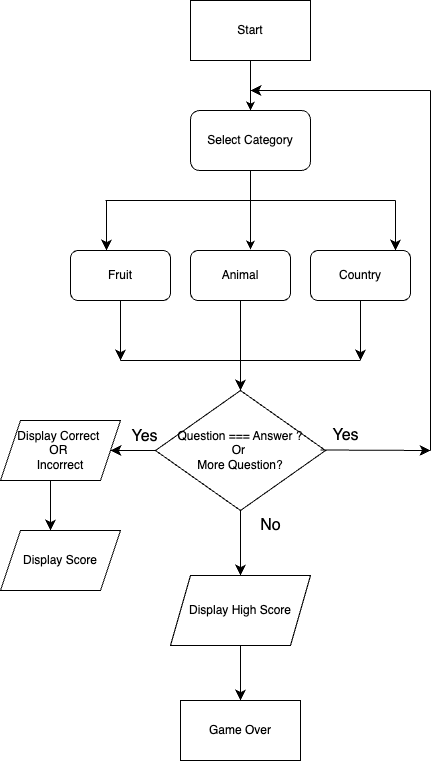 Start
Select Category
Fruit
Animal
Country
Question === Answer ?
Or
More Question?
Yes
Yes
Display Correct
OR
Incorrect
No
Display Score
Display High Score
Game Over